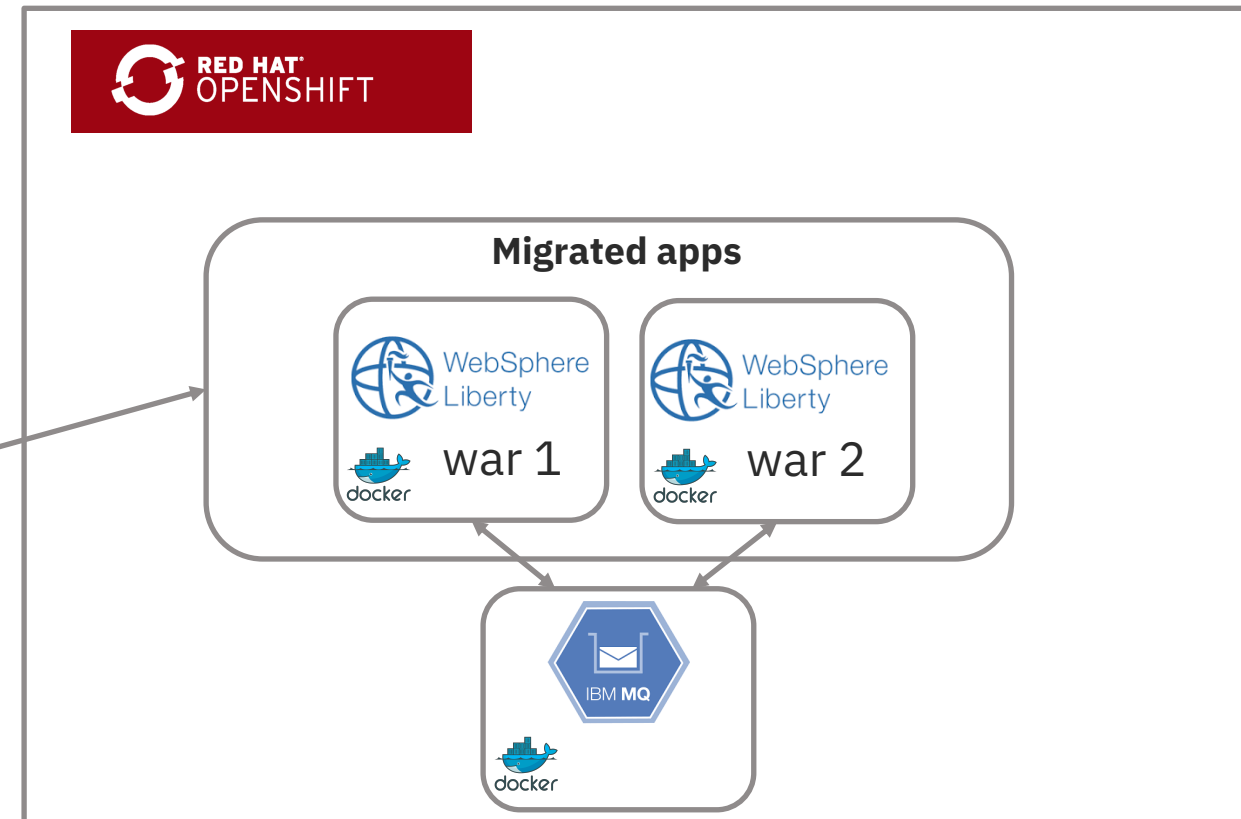 RED HAT®
OPENSHIFT
Migrated apps
WebSphere
Liberty
docker
war 1
WebSphere
Liberty
docker
war 2
IBM MQ
docker